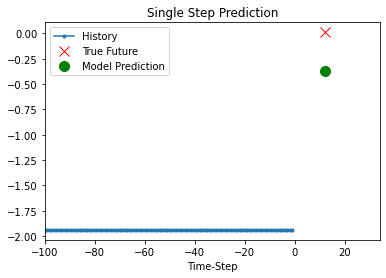 Single Step Prediction
0.00
−0.25
−0.50
−0.75
−1.00
−1.25
−1.50
−1.75
−2.00
History
True Future
Model Prediction
−100 −80 −60 −40 −20 0 20
Time-Step